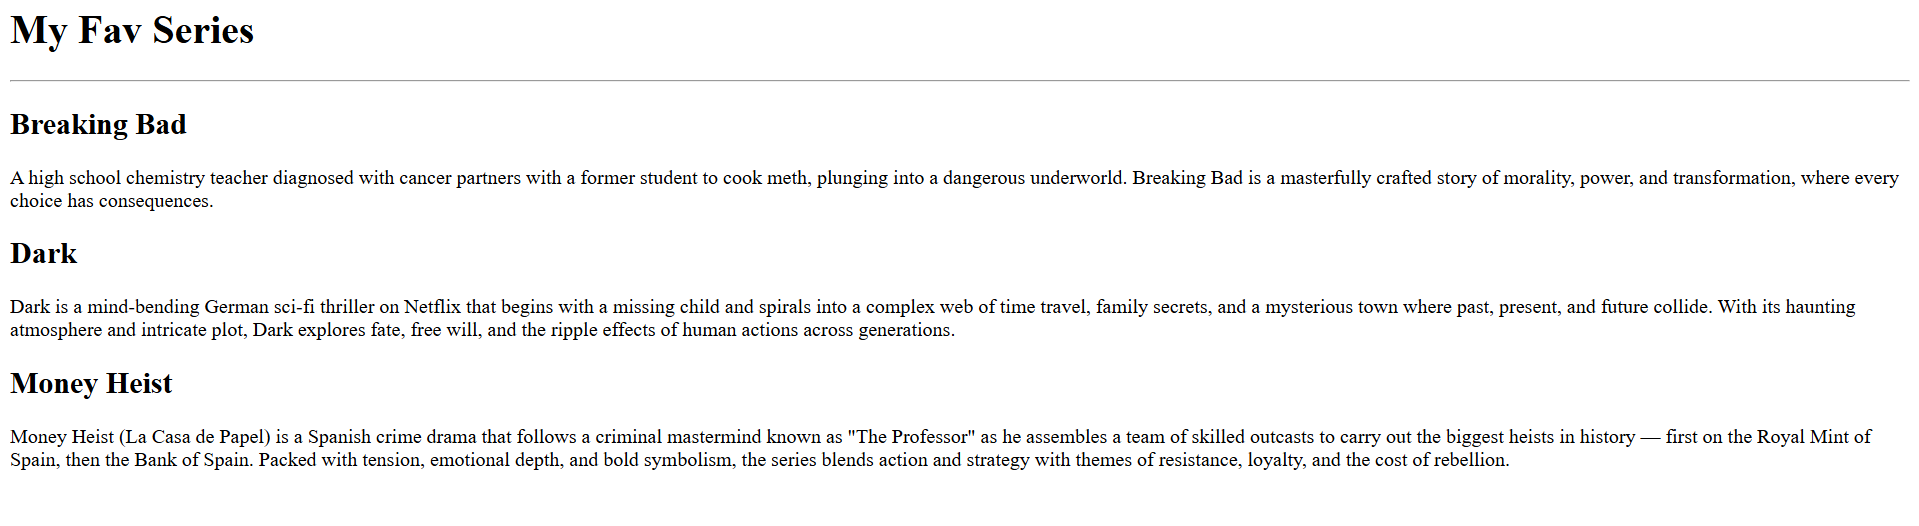 My Fav Series
Breaking Bad
A high school chemistry teacher diagnosed with cancer partners with a former student to cook meth, plunging into a dangerous underworld. Breaking Bad is a masterfully crafted story of morality, power, and transformation, where every
choice has consequences.
Dark
Dark is a mind-bending German sci-fi thriller on Netflix that begins with a missing child and spirals into a complex web of time travel, family secrets, and a mysterious town where past, present, and future collide. With its haunting
atmosphere and intricate plot, Dark explores fate, free will, and the ripple effects of human actions across generations.
Money Heist
Money Heist (La Casa de Papel) is a Spanish crime drama that follows a criminal mastermind known as "The Professor" as he assembles a team of skilled outcasts to carry out the biggest heists in history — first on the Royal Mint of
Spain, then the Bank of Spain. Packed with tension, emotional depth, and bold symbolism, the series blends action and strategy with themes of resistance, loyalty, and the cost of rebellion.